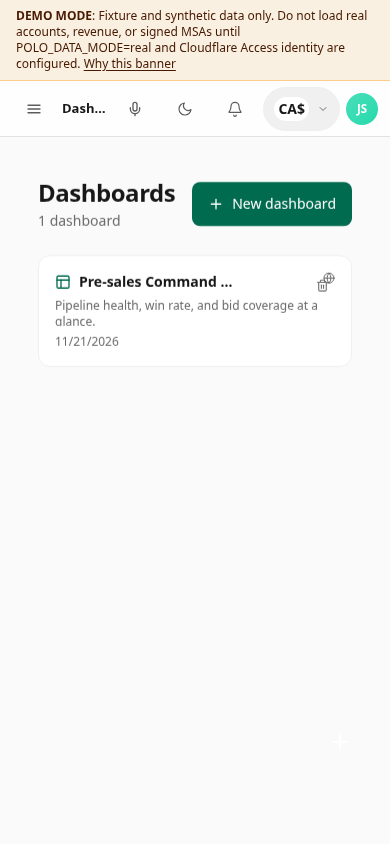 DEMO MODE: Fixture and synthetic data only. Do not load real
accounts, revenue, or signed MSAs until
POLO_DATA_MODE=real and Cloudflare Access identity are
configured. Why this banner
Dash...
CA$
JS
Dashboards
1 dashboard
New dashboard
Pre-sales Command ...
Pipeline health, win rate, and bid coverage at a
glance.
11/21/2026